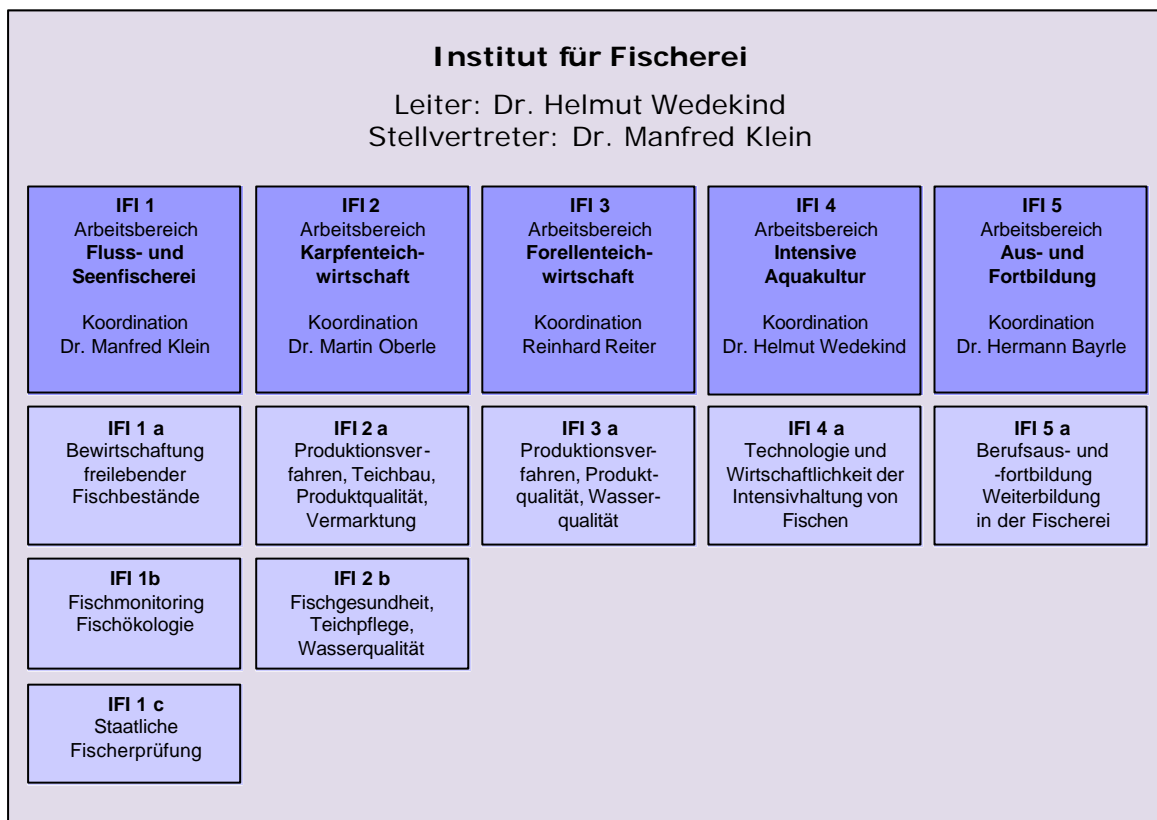 Institut für Fischerei
Leiter: Dr. Helmut Wedekind
Stellvertreter: Dr. Manfred Klein
IFI 1
Arbeitsbereich
Fluss- und
Seenfischerei
Koordination
Dr. Manfred Klein
IFI 2
Arbeitsbereich
Karpfenteich-
wirtschaft
Koordination
Dr. Martin Oberle
IFI 3
Arbeitsbereich
Forellenteich-
wirtschaft
Koordination
Reinhard Reiter
IFI 4
Arbeitsbereich
Intensive
Aquakultur
Koordination
Dr. Helmut Wedekind
IFI 5
Arbeitsbereich
Aus- und
Fortbildung
Koordination
Dr. Hermann Bayrle
IFI 1 a
Bewirtschaftung
freilebender
Fischbestände
IFI 2 a
Produktionsver-
fahren, Teichbau,
Produktqualität,
Vermarktung
IFI 3 a
Produktionsver-
fahren, Produkt-
qualität, Wasser-
qualität
IFI 4 a
Technologie und
Wirtschaftlichkeit der
Intensivhaltung von
Fischen
IFI 5 a
Berufsaus- und
-fortbildung
Weiterbildung
in der Fischerei
IFI 1b
Fischmonitoring
Fischökologie
IFI 2 b
Fischgesundheit,
Teichpflege,
Wasserqualität
IFI 1 c
Staatliche
Fischerprüfung